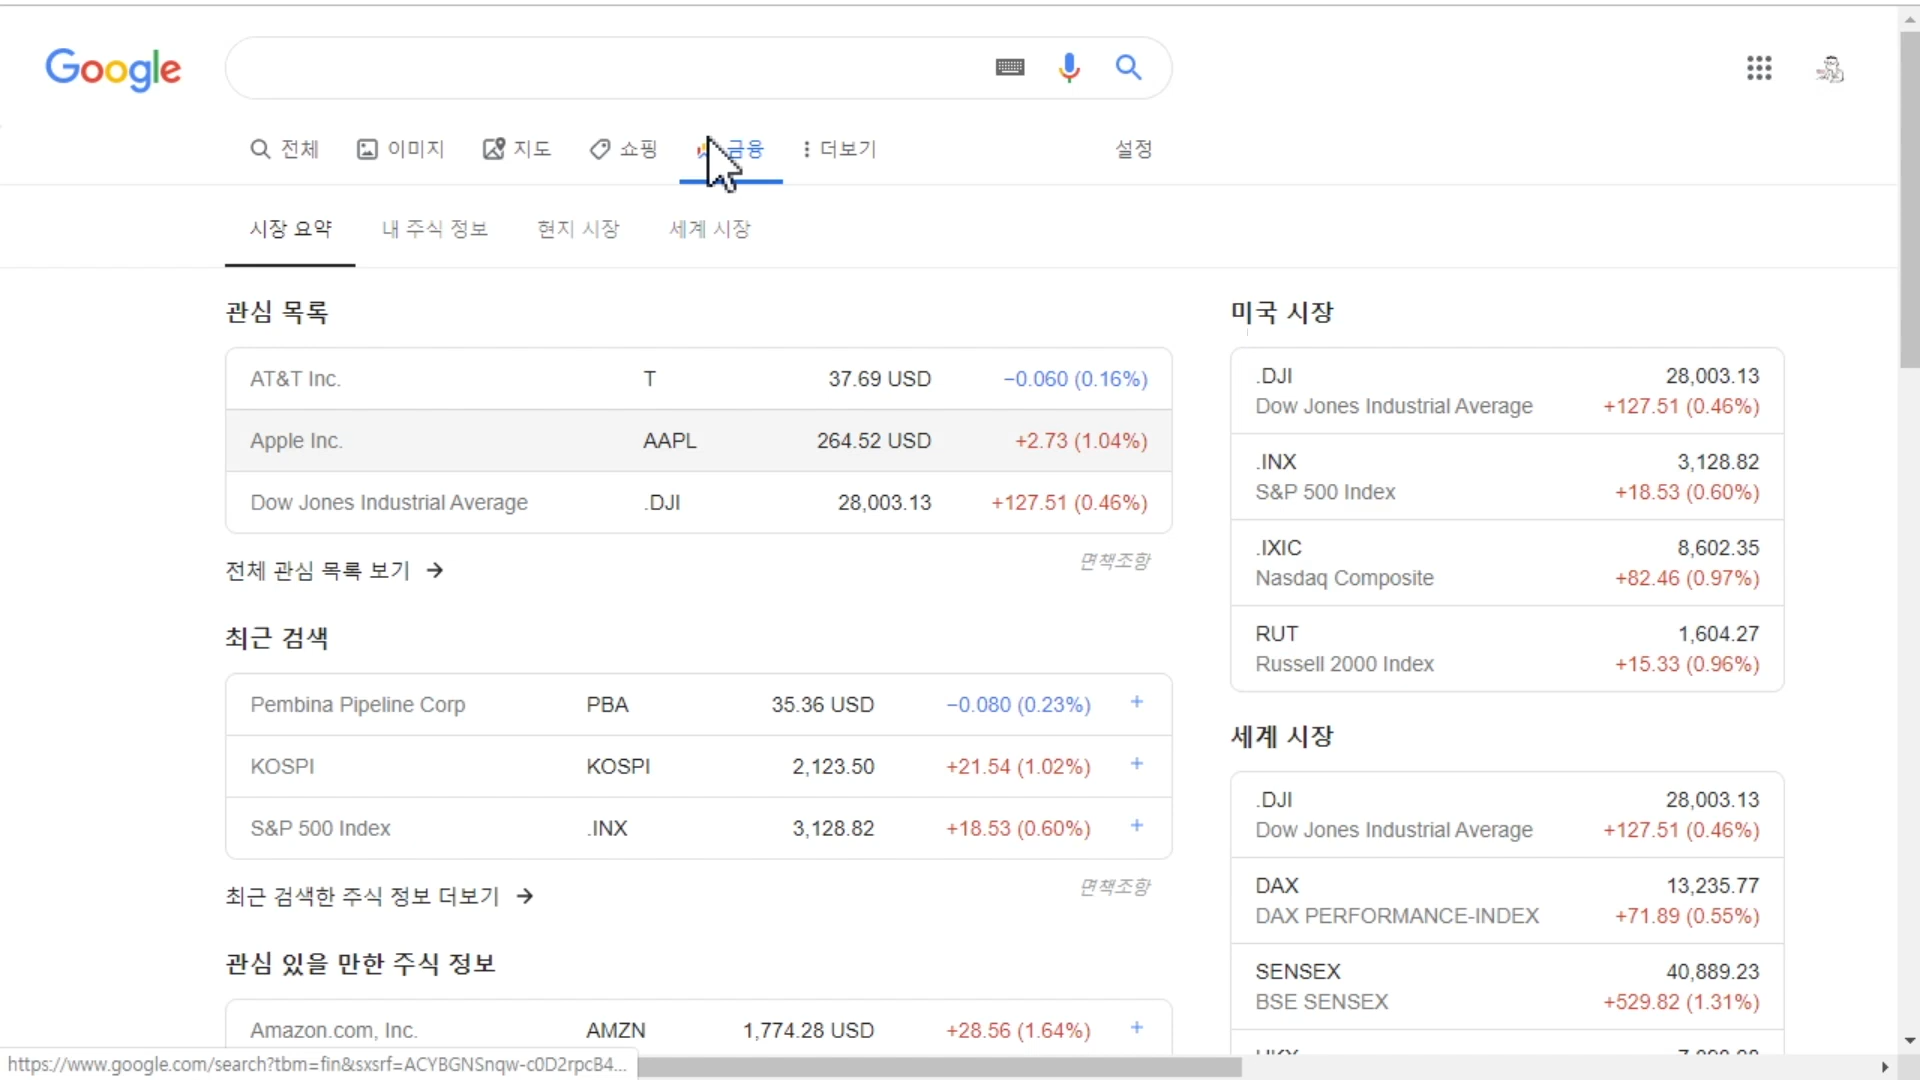 Google
전체 이미지 지도 쇼핑 금융 더보기 설정
시장 요약 내 주식 정보 현지 시장 세계 시장
관심 목록
AT&T Inc. T 37.69 USD −0.060 (0.16%)
Apple Inc. AAPL 264.52 USD +2.73 (1.04%)
Dow Jones Industrial Average .DJI 28,003.13 +127.51 (0.46%)
전체 관심 목록 보기 →
면책조항
최근 검색
Pembina Pipeline Corp PBA 35.36 USD −0.080 (0.23%) +
KOSPI KOSPI 2,123.50 +21.54 (1.02%) +
S&P 500 Index .INX 3,128.82 +18.53 (0.60%) +
최근 검색한 주식 정보 더보기 →
면책조항
관심 있을 만한 주식 정보
Amazon.com, Inc. AMZN 1,774.28 USD +28.56 (1.64%) +
미국 시장
.DJI 28,003.13
Dow Jones Industrial Average +127.51 (0.46%)
.INX 3,128.82
S&P 500 Index +18.53 (0.60%)
.IXIC 8,602.35
Nasdaq Composite +82.46 (0.97%)
RUT 1,604.27
Russell 2000 Index +15.33 (0.96%)
세계 시장
.DJI 28,003.13
Dow Jones Industrial Average +127.51 (0.46%)
DAX 13,235.77
DAX PERFORMANCE-INDEX +71.89 (0.55%)
SENSEX 40,889.23
BSE SENSEX +529.82 (1.31%)
https://www.google.com/search?tbm=fin&sxsrf=ACYBGNSnqw-c0D2rpcB4...